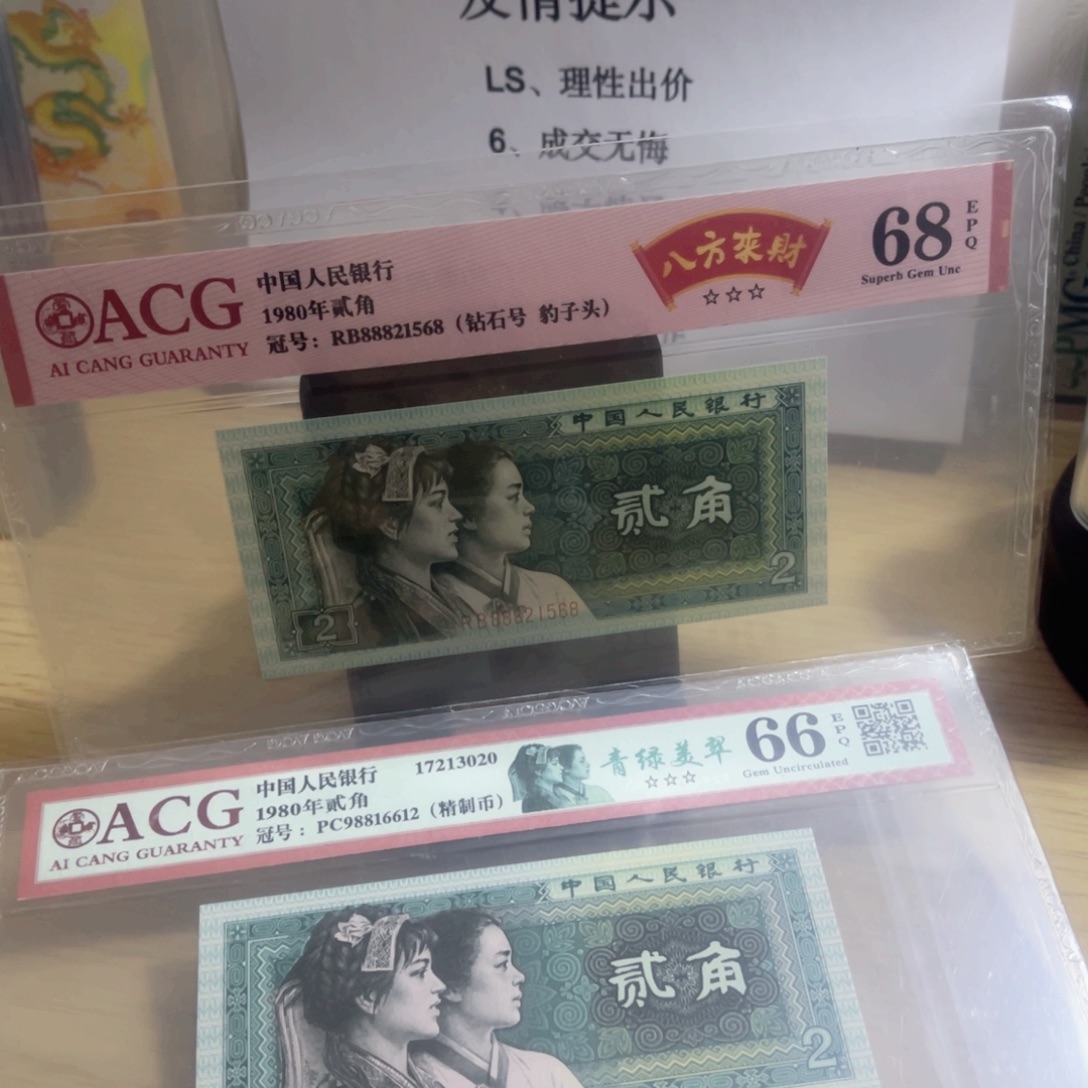 友情提示
LS、理性出价
6、成交无悔
ACG
AI CANG GUARANTY
中国人民银行
1980年贰角
冠号：RB88821568（钻石号 豹子头）
八方来财
☆☆☆
68
EPQ
Superb Gem Unc
PMG
中国人民银行
贰角
2
2
RB88821568
ACG
AI CANG GUARANTY
中国人民银行
17213020
1980年贰角
冠号：PC98816612（精制币）
青绿美翠
☆☆☆
66
EPQ
Gem Uncirculated
中国人民银行
贰角
2